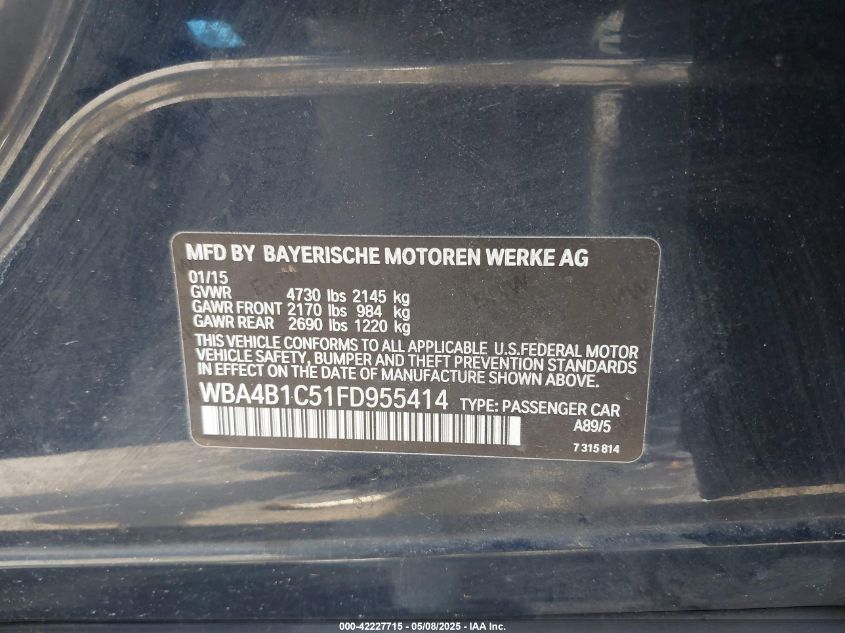 MFD BY BAYERISCHE MOTOREN WERKE AG
01/15
GVWR 4730 lbs 2145 kg
GAWR FRONT 2170 lbs 984 kg
GAWR REAR 2690 lbs 1220 kg
THIS VEHICLE CONFORMS TO ALL APPLICABLE U.S.FEDERAL MOTOR
VEHICLE SAFETY, BUMPER AND THEFT PREVENTION STANDARDS
IN EFFECT ON THE DATE OF MANUFACTURE SHOWN ABOVE.
WBA4B1C51FD955414 TYPE: PASSENGER CAR
A89/5
7 315 814
000-42227715 - 05/08/2025 - IAA Inc.